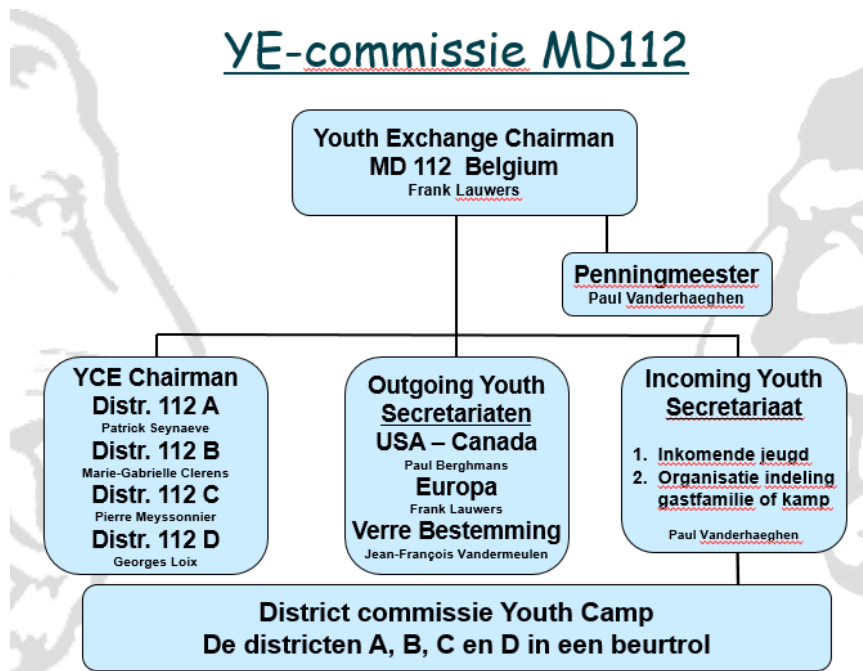 YE-commissie MD112
Youth Exchange Chairman
MD 112 Belgium
Frank Lauwers
Penningmeester
Paul Vanderhaeghen
YCE Chairman
Distr. 112 A
Patrick Seynaeve
Distr. 112 B
Marie-Gabrielle Clerens
Distr. 112 C
Pierre Meyssonnier
Distr. 112 D
Georges Loix
Outgoing Youth
Secretariaten
USA – Canada
Paul Berghmans
Europa
Frank Lauwers
Verre Bestemming
Jean-François Vandermeulen
Incoming Youth
Secretariaat
1. Inkomende jeugd
2. Organisatie indeling
gastfamilie of kamp
Paul Vanderhaeghen
District commissie Youth Camp
De districten A, B, C en D in een beurtrol